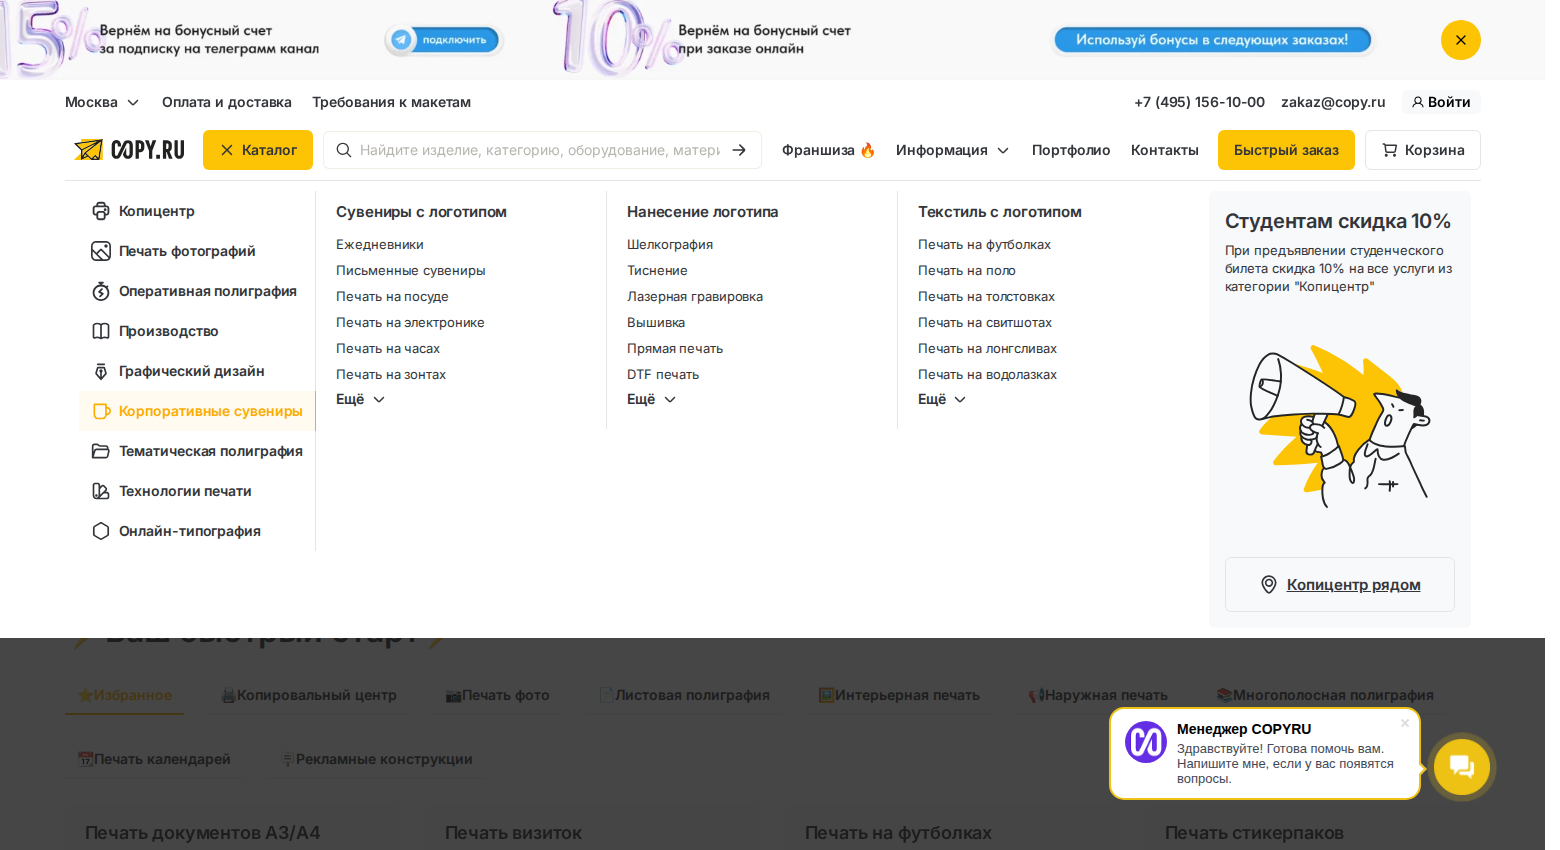 15%
Вернём на бонусный счет
за подписку на телеграмм канал
подключить
10%
Вернём на бонусный счет
при заказе онлайн
Используй бонусы в следующих заказах!
Москва
Оплата и доставка
Требования к макетам
+7 (495) 156-10-00
zakaz@copy.ru
Войти
COPY.RU
Каталог
Найдите изделие, категорию, оборудование, матери
Франшиза 🔥
Информация
Портфолио
Контакты
Быстрый заказ
Корзина
Копицентр
Печать фотографий
Оперативная полиграфия
Производство
Графический дизайн
Корпоративные сувениры
Тематическая полиграфия
Технологии печати
Онлайн-типография
Сувениры с логотипом
Ежедневники
Письменные сувениры
Печать на посуде
Печать на электронике
Печать на часах
Печать на зонтах
Ещё
Нанесение логотипа
Шелкография
Тиснение
Лазерная гравировка
Вышивка
Прямая печать
DTF печать
Ещё
Текстиль с логотипом
Печать на футболках
Печать на поло
Печать на толстовках
Печать на свитшотах
Печать на лонгсливах
Печать на водолазках
Ещё
Студентам скидка 10%
При предъявлении студенческого
билета скидка 10% на все услуги из
категории "Копицентр"
Копицентр рядом
⚡ Ваш быстрый старт ⚡
⭐Избранное
🖨️Копировальный центр
📷Печать фото
📄Листовая полиграфия
🖼️Интерьерная печать
📢Наружная печать
📚Многополосная полиграфия
📆Печать календарей
🪧Рекламные конструкции
Менеджер COPYRU
Здравствуйте! Готова помочь вам.
Напишите мне, если у вас появятся
вопросы.
Печать документов А3/А4
Печать визиток
Печать на футболках
Печать стикерпаков